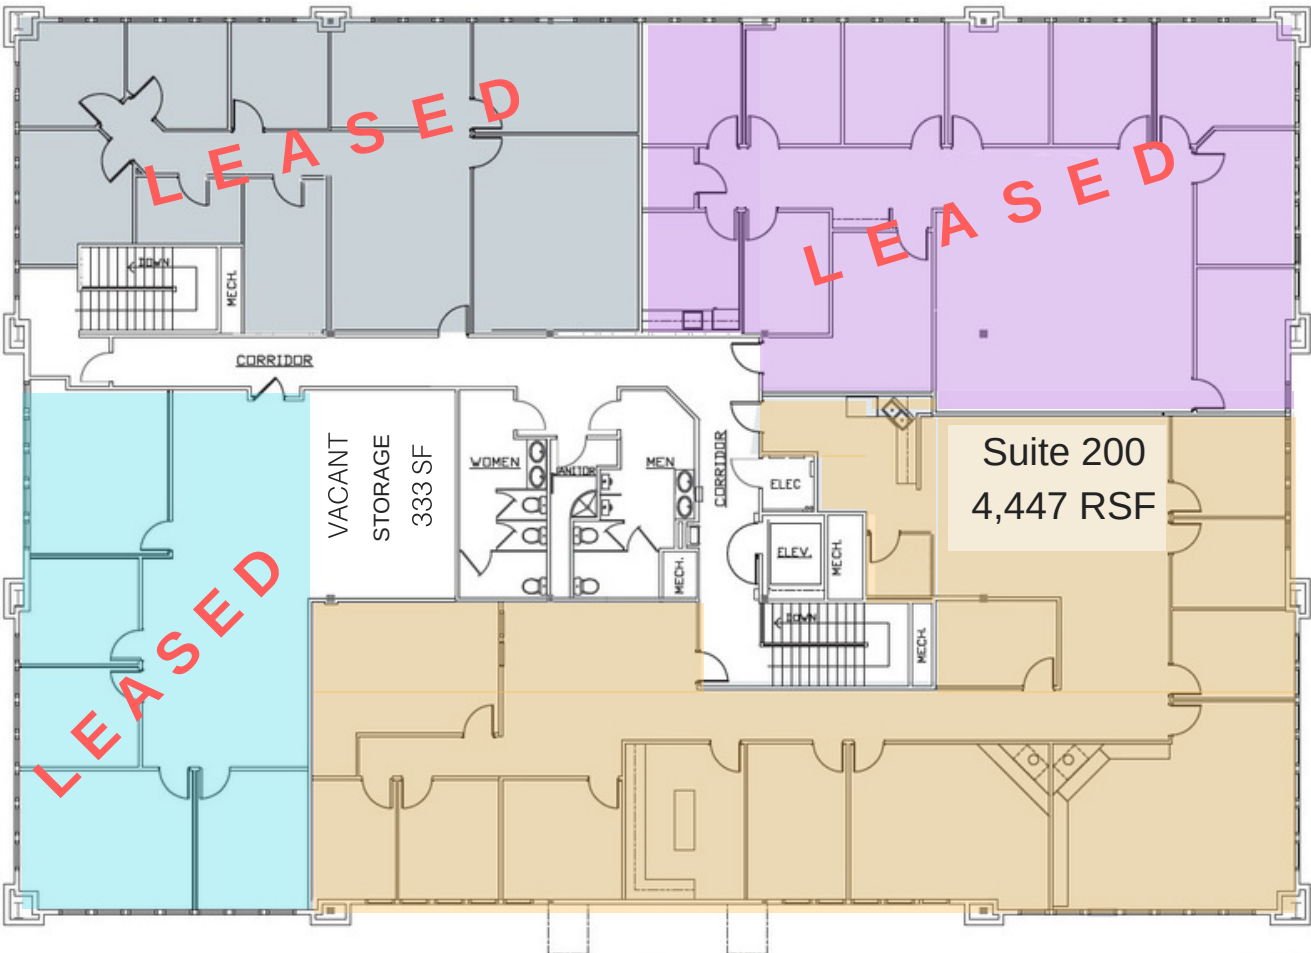 LEASED
LEASED
DOWN
MECH.
CORRIDOR
VACANT
STORAGE
333 SF
WOMEN
JANITOR
MEN
CORRIDOR
ELEC
Suite 200
4,447 RSF
ELEV.
MECH.
MECH.
DOWN
MECH.
LEASED